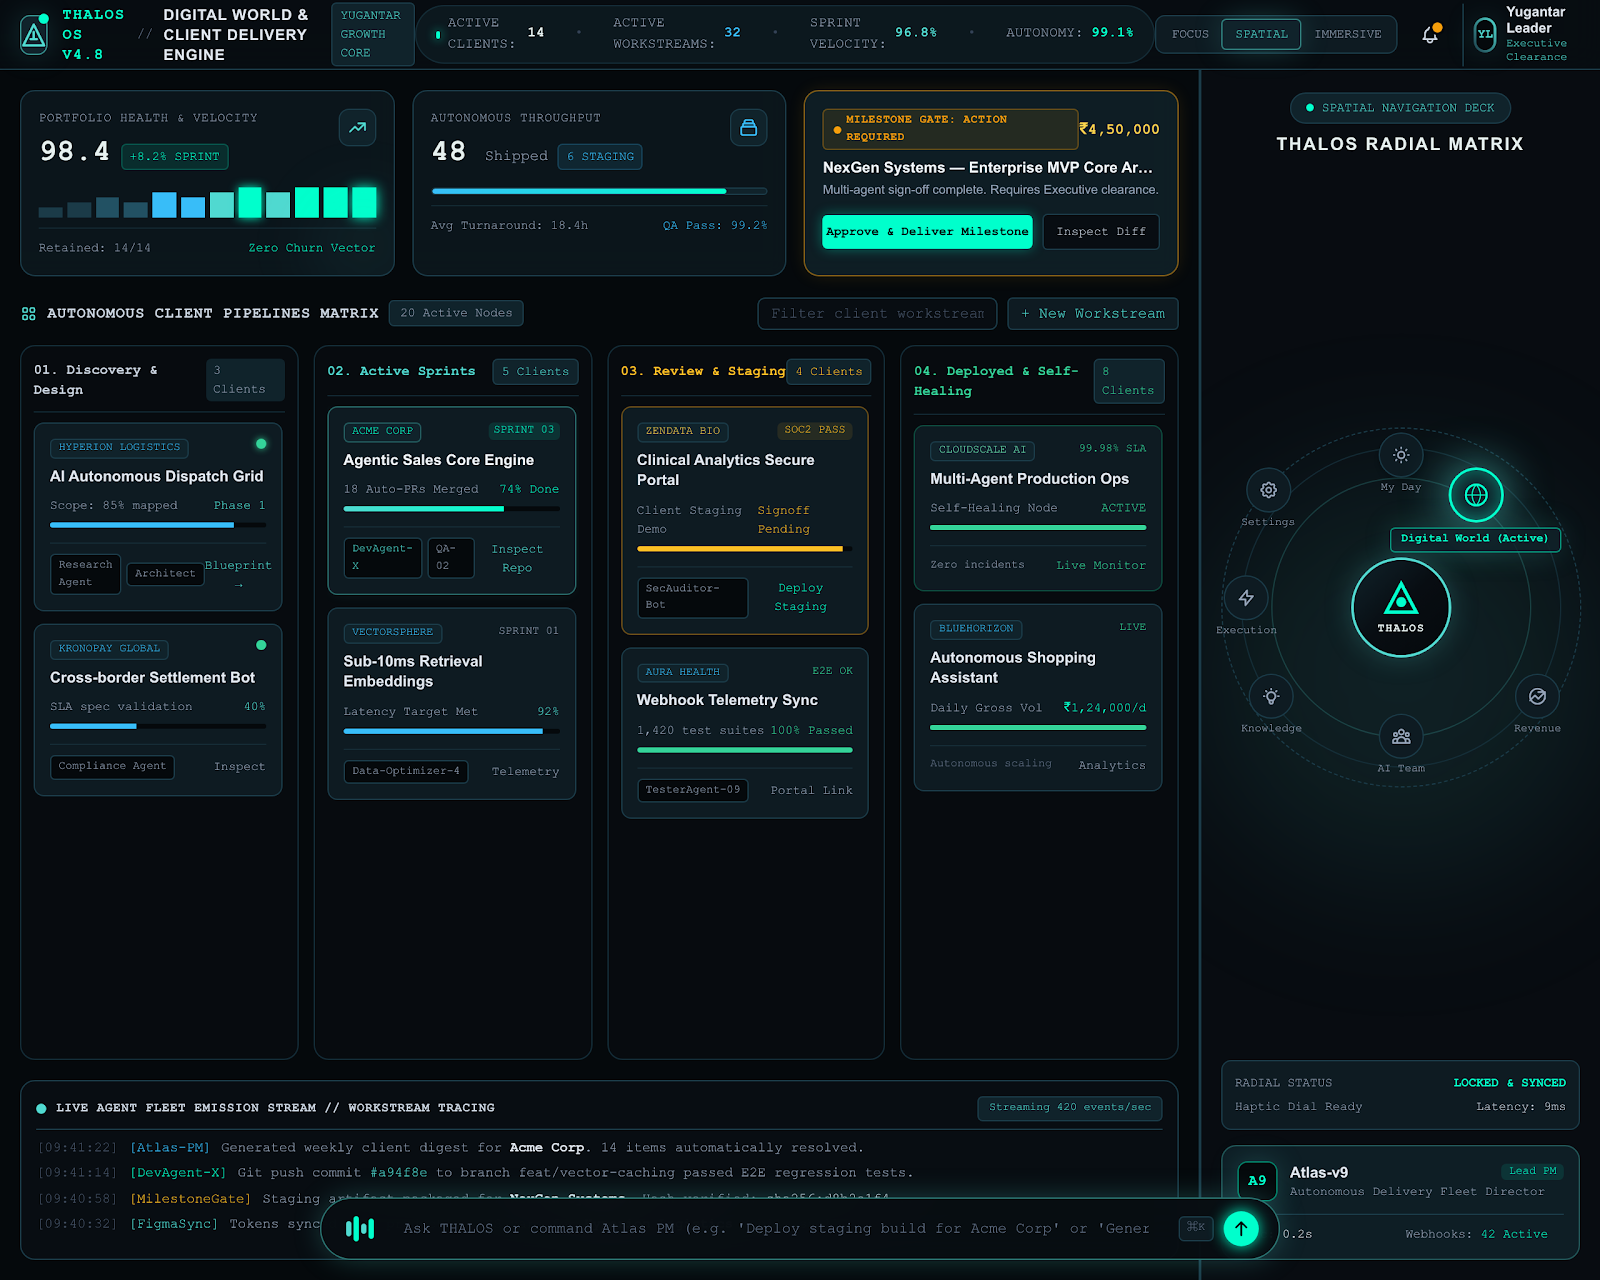 THALOS
OS
V4.8
//
DIGITAL WORLD &
CLIENT DELIVERY
ENGINE
YUGANTAR
GROWTH
CORE
ACTIVE
CLIENTS: 14
ACTIVE
WORKSTREAMS: 32
SPRINT
VELOCITY: 96.8%
AUTONOMY: 99.1%
FOCUS
SPATIAL
IMMERSIVE
YL
Yugantar
Leader
Executive
Clearance
PORTFOLIO HEALTH & VELOCITY
98.4 +8.2% SPRINT
Retained: 14/14 Zero Churn Vector
AUTONOMOUS THROUGHPUT
48 Shipped 6 STAGING
Avg Turnaround: 18.4h QA Pass: 99.2%
MILESTONE GATE: ACTION
REQUIRED
₹4,50,000
NexGen Systems — Enterprise MVP Core Ar...
Multi-agent sign-off complete. Requires Executive clearance.
Approve & Deliver Milestone Inspect Diff
AUTONOMOUS CLIENT PIPELINES MATRIX 20 Active Nodes
Filter client workstream
+ New Workstream
01. Discovery &
Design
3
Clients
HYPERION LOGISTICS
AI Autonomous Dispatch Grid
Scope: 85% mapped Phase 1
Research
Agent
Architect
Blueprint
→
KRONOPAY GLOBAL
Cross-border Settlement Bot
SLA spec validation 40%
Compliance Agent Inspect
02. Active Sprints 5 Clients
ACME CORP SPRINT 03
Agentic Sales Core Engine
18 Auto-PRs Merged 74% Done
DevAgent-
X
QA-
02
Inspect
Repo
VECTORSPHERE SPRINT 01
Sub-10ms Retrieval
Embeddings
Latency Target Met 92%
Data-Optimizer-4 Telemetry
03. Review & Staging 4 Clients
ZENDATA BIO SOC2 PASS
Clinical Analytics Secure
Portal
Client Staging
Demo
Signoff
Pending
SecAuditor-
Bot
Deploy
Staging
AURA HEALTH E2E OK
Webhook Telemetry Sync
1,420 test suites 100% Passed
TesterAgent-09 Portal Link
04. Deployed & Self-
Healing
8
Clients
CLOUDSCALE AI 99.98% SLA
Multi-Agent Production Ops
Self-Healing Node ACTIVE
Zero incidents Live Monitor
BLUEHORIZON LIVE
Autonomous Shopping
Assistant
Daily Gross Vol ₹1,24,000/d
Autonomous scaling Analytics
LIVE AGENT FLEET EMISSION STREAM // WORKSTREAM TRACING
Streaming 420 events/sec
[09:41:22] [Atlas-PM] Generated weekly client digest for Acme Corp. 14 items automatically resolved.
[09:41:14] [DevAgent-X] Git push commit #a94f8e to branch feat/vector-caching passed E2E regression tests.
[09:40:58] [MilestoneGate] Staging artifact packaged for NexGen Systems. Hash verified:
[09:40:32] [FigmaSync] Tokens sync
Ask THALOS or command Atlas PM (e.g. 'Deploy staging build for Acme Corp' or 'Gener
⌘K
SPATIAL NAVIGATION DECK
THALOS RADIAL MATRIX
My Day
Settings
Digital World (Active)
Execution
THALOS
Knowledge
Revenue
AI Team
RADIAL STATUS LOCKED & SYNCED
Haptic Dial Ready Latency: 9ms
A9
Atlas-v9 Lead PM
Autonomous Delivery Fleet Director
0.2s Webhooks: 42 Active